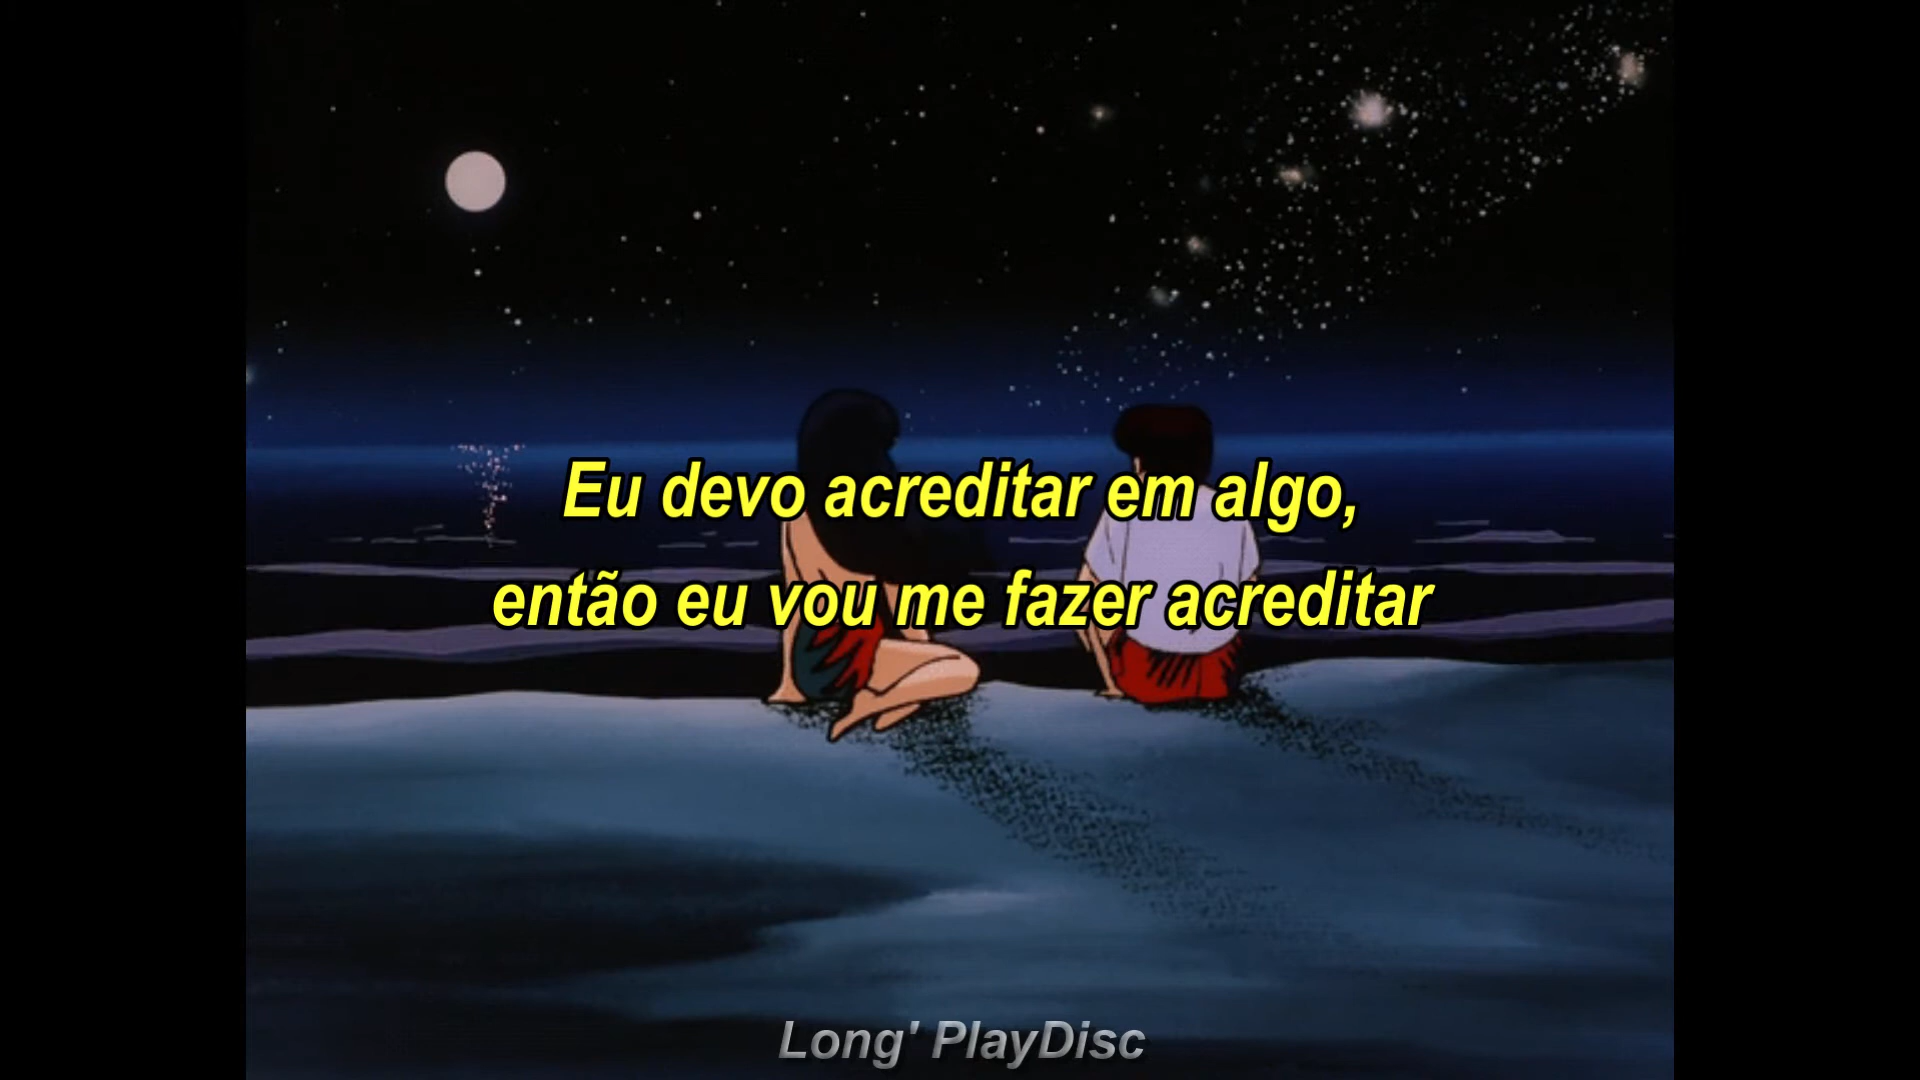 Eu devo acreditar em algo,
então eu vou me fazer acreditar
Long' PlayDisc